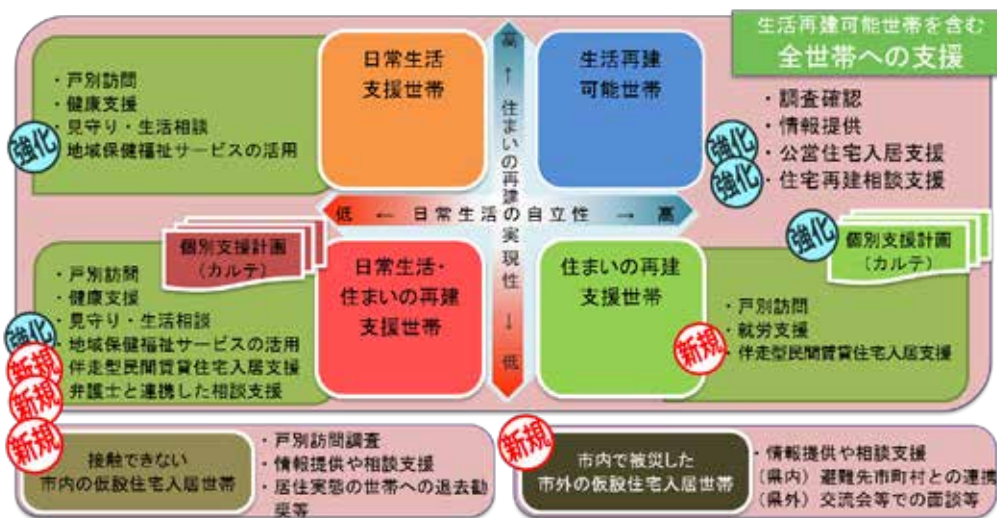 生活再建可能世帯を含む
全世帯への支援
・調査確認
・情報提供
強化
・公営住宅入居支援
強化
・住宅再建相談支援
日常生活
支援世帯
・戸別訪問
・健康支援
・見守り・生活相談
強化
・地域保健福祉サービスの活用
生活再建
可能世帯
高 ← 住まいの再建の実現性 → 低
低 ← 日常生活の自立性 → 高
個別支援計画
(カルテ)
日常生活・
住まいの再建
支援世帯
・戸別訪問
・健康支援
・見守り・生活相談
強化
・地域保健福祉サービスの活用
新規
伴走型民間賃貸住宅入居支援
新規
弁護士と連携した相談支援
住まいの再建
支援世帯
強化
個別支援計画
(カルテ)
・戸別訪問
・就労支援
新規
・伴走型民間賃貸住宅入居支援
新規
接触できない
市内の仮設住宅入居世帯
・戸別訪問調査
・情報提供や相談支援
・居住実態の世帯への退去勧
奨等
新規
市内で被災した
市外の仮設住宅入居世帯
・情報提供や相談支援
(県内)避難先市町村との連携
(県外)交流会等での面談等